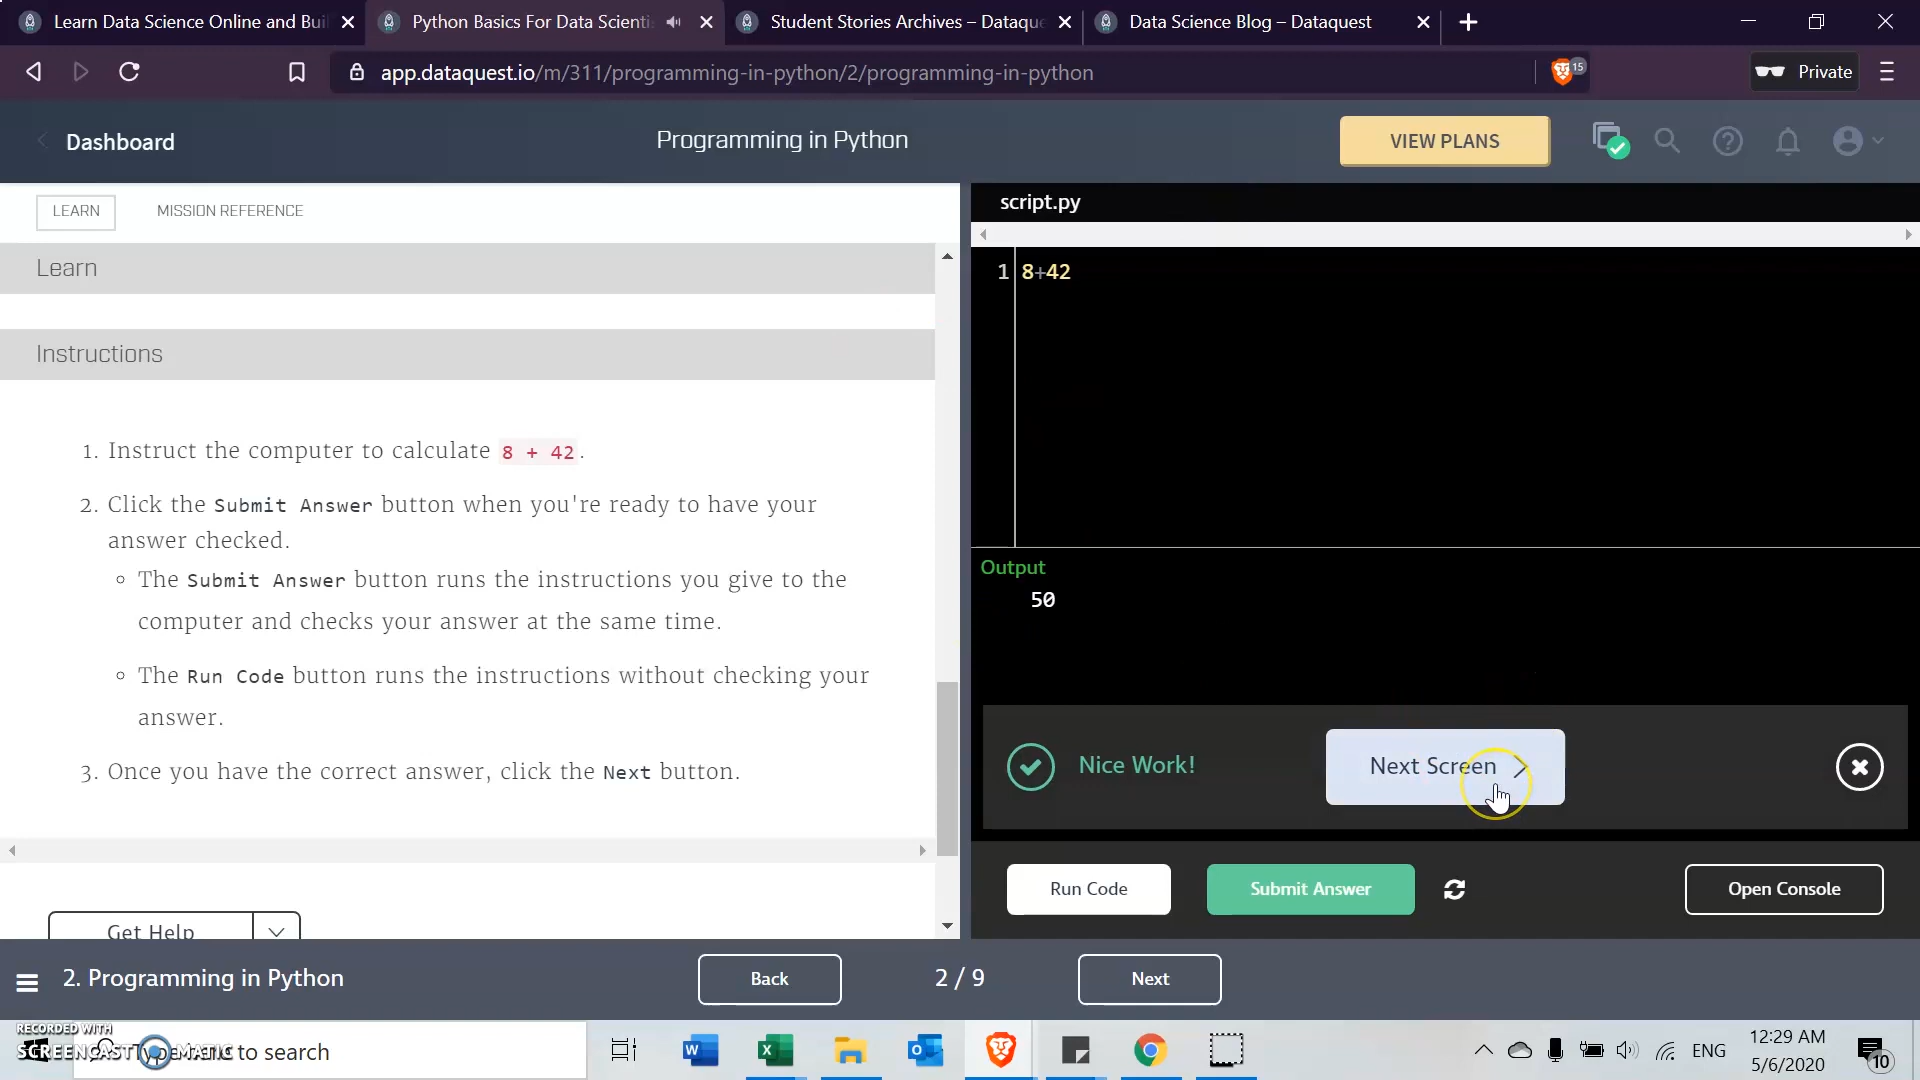 Learn Data Science Online and Bui
Python Basics For Data Scientis
Student Stories Archives – Dataque
Data Science Blog – Dataquest
app.dataquest.io/m/311/programming-in-python/2/programming-in-python
15
Private
Dashboard
Programming in Python
VIEW PLANS
LEARN
MISSION REFERENCE
Learn
Instructions
1. Instruct the computer to calculate 8 + 42.
2. Click the Submit Answer button when you're ready to have your
answer checked.
The Submit Answer button runs the instructions you give to the
computer and checks your answer at the same time.
The Run Code button runs the instructions without checking your
answer.
3. Once you have the correct answer, click the Next button.
Get Help
script.py
1 8+42
Output
50
Nice Work!
Next Screen
Run Code
Submit Answer
Open Console
2. Programming in Python
Back
2 / 9
Next
RECORDED WITH
SCREENCAST MATIC
Type here to search
ENG
12:29 AM
5/6/2020
10